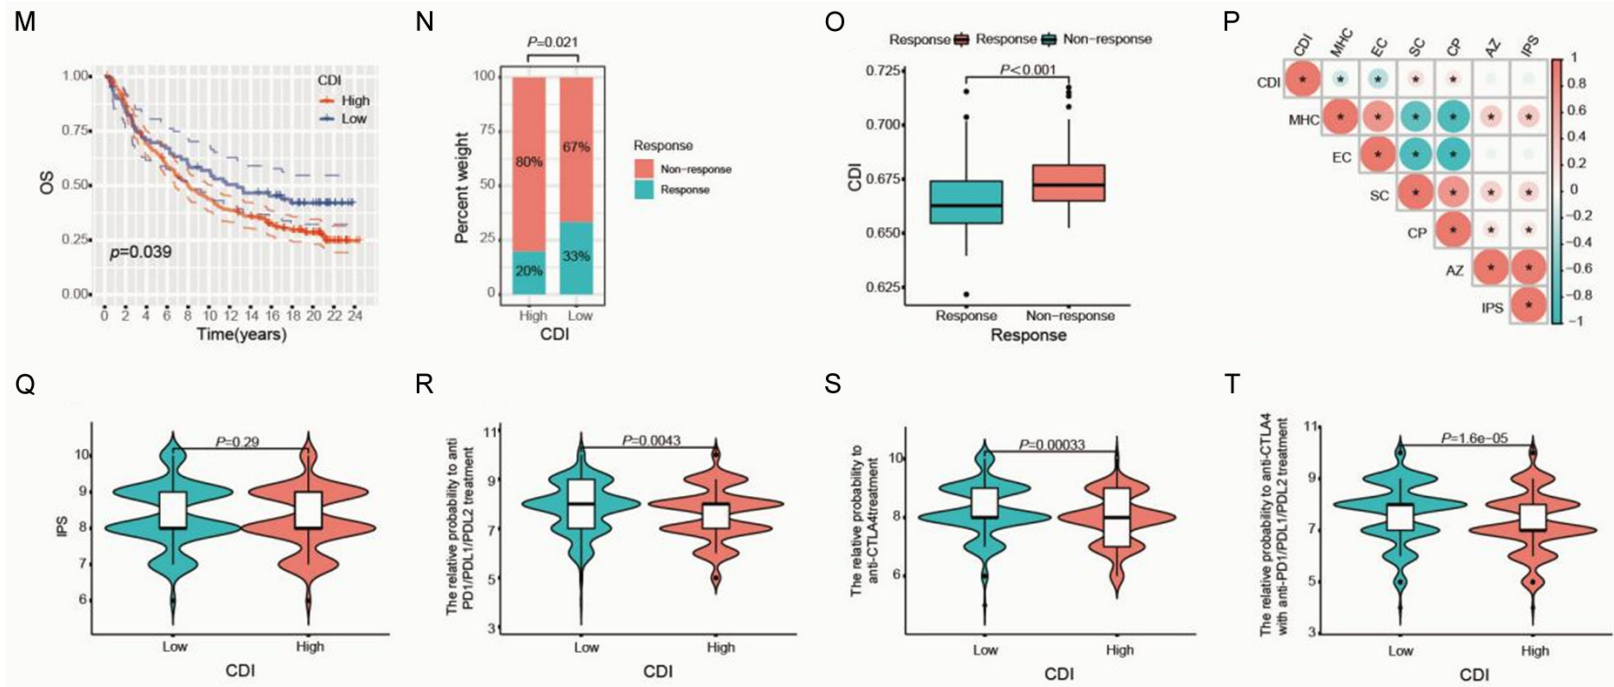 M
1.00
0.75
0.50
0.25
0.00
OS
CDI
High
Low
p=0.039
0 2 4 6 8 10 12 14 16 18 20 22 24
Time(years)
N
P=0.021
100
75
50
25
0
Percent weight
80%
67%
20%
33%
High Low
CDI
Response
Non-response
Response
O
Response Response Non-response
P<0.001
0.725
0.700
0.675
0.650
0.625
CDI
Response Non-response
Response
P
CDI MHC EC SC CP AZ IPS
CDI * * * * *
MHC * * * * * *
EC * * *
SC * * * *
CP * * *
AZ * *
IPS *
1
0.8
0.6
0.4
0.2
0
−0.2
−0.4
−0.6
−0.8
−1
Q
P=0.29
10
9
8
7
6
IPS
Low High
CDI
R
P=0.0043
11
9
7
5
3
The relative probability to anti
PD1/PDL1/PDL2 treatment
Low High
CDI
S
P=0.00033
10
8
6
The relative probability to
anti-CTLA4treatment
Low High
CDI
T
P=1.6e−05
11
9
7
5
3
The relative probability to anti-CTLA4
with anti-PD1/PDL1/PDL2 treatment
Low High
CDI